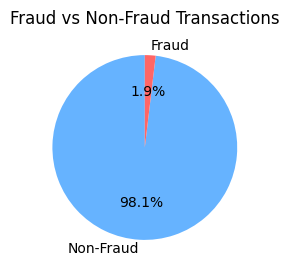 Fraud vs Non-Fraud Transactions
Fraud
1.9%
98.1%
Non-Fraud